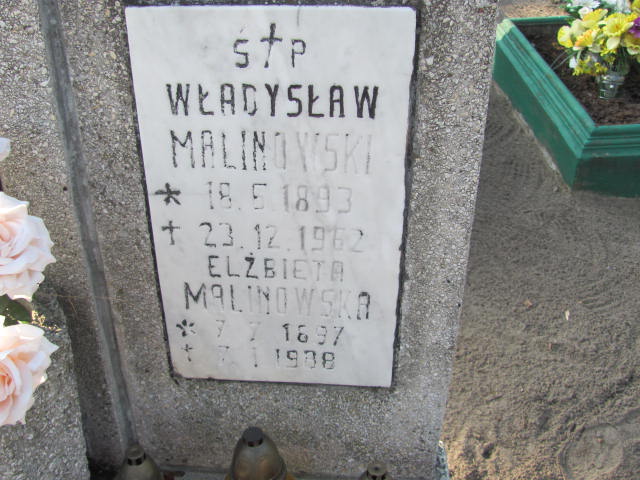 Ś † P
WŁADYSŁAW
MALINOWSKI
* 18.5.1893
† 23.12.1962
ELŻBIETA
MALINOWSKA
* 7.7.1897
† 7.1.1988